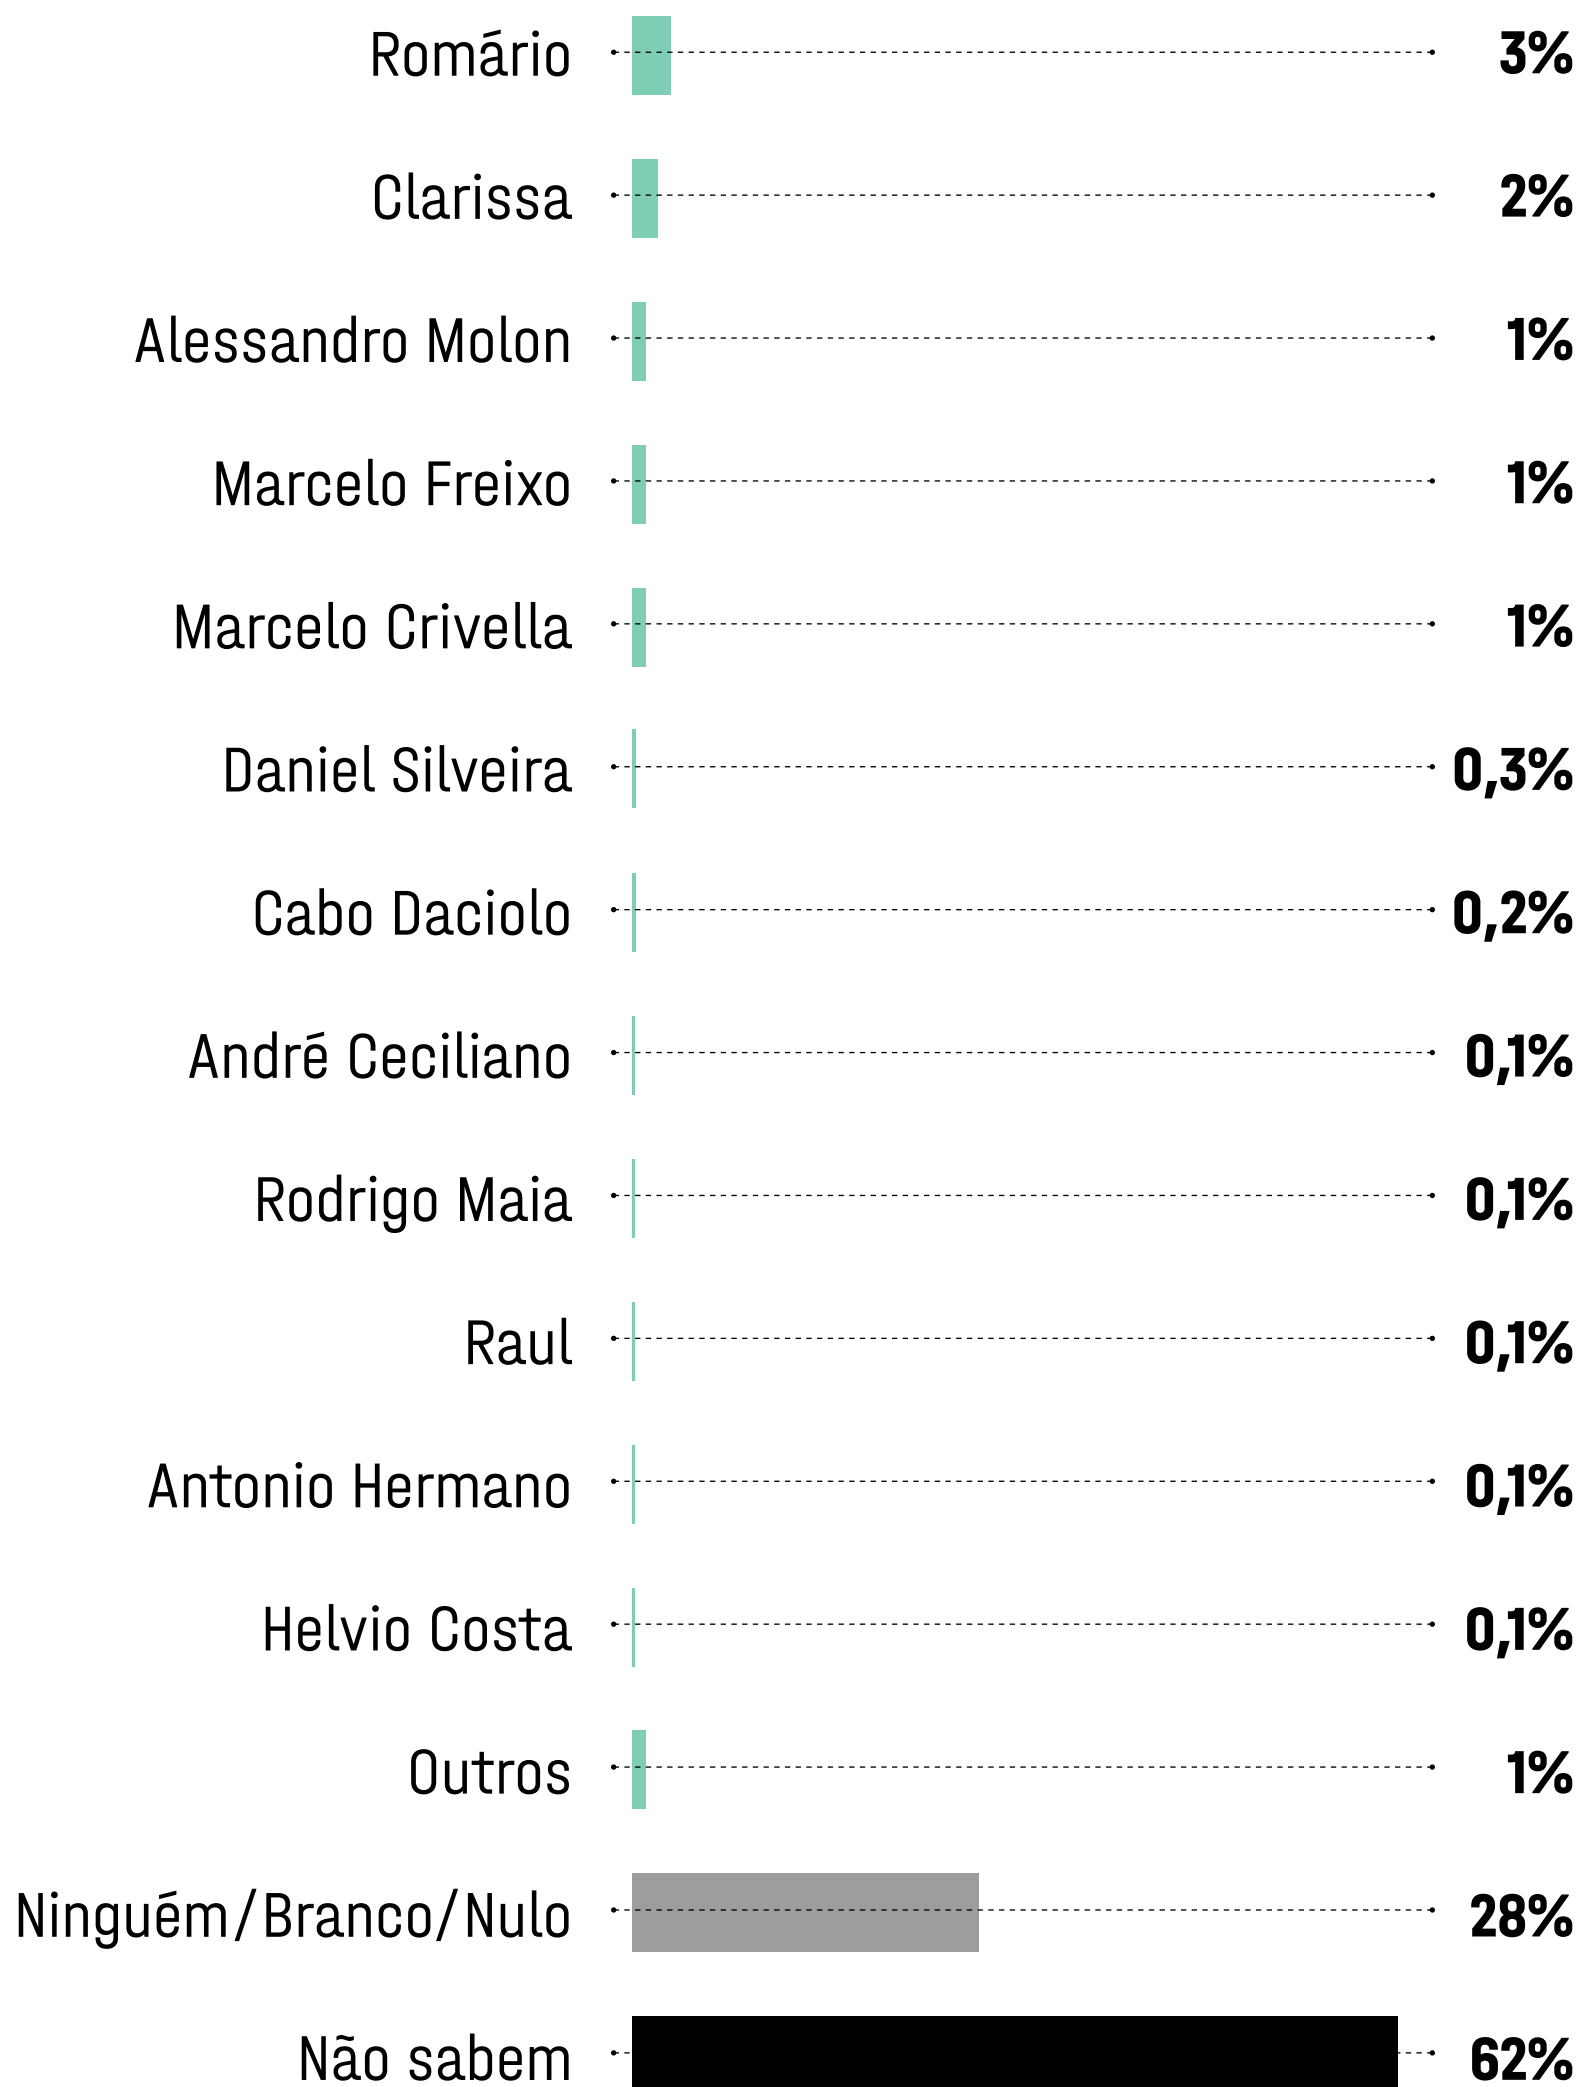 Romário 3%
Clarissa 2%
Alessandro Molon 1%
Marcelo Freixo 1%
Marcelo Crivella 1%
Daniel Silveira 0,3%
Cabo Daciolo 0,2%
André Ceciliano 0,1%
Rodrigo Maia 0,1%
Raul 0,1%
Antonio Hermano 0,1%
Helvio Costa 0,1%
Outros 1%
Ninguém/Branco/Nulo 28%
Não sabem 62%